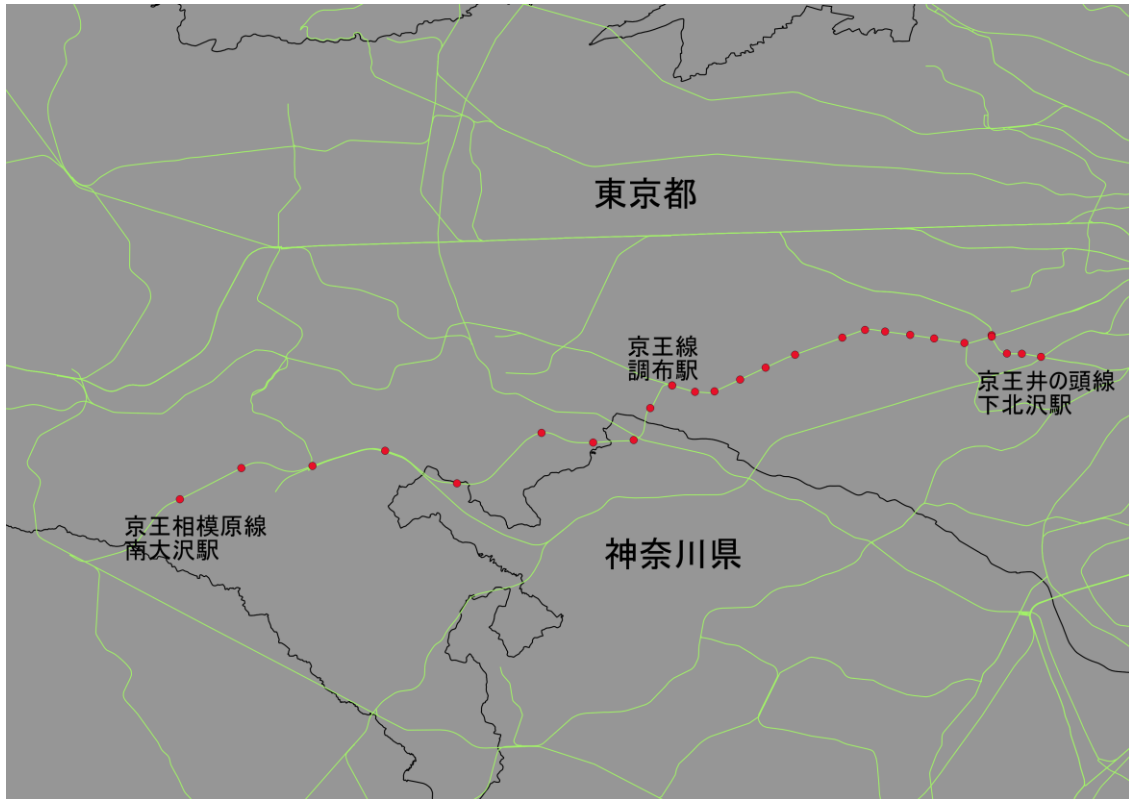 東京都
京王線
調布駅
京王井の頭線
下北沢駅
京王相模原線
南大沢駅
神奈川県